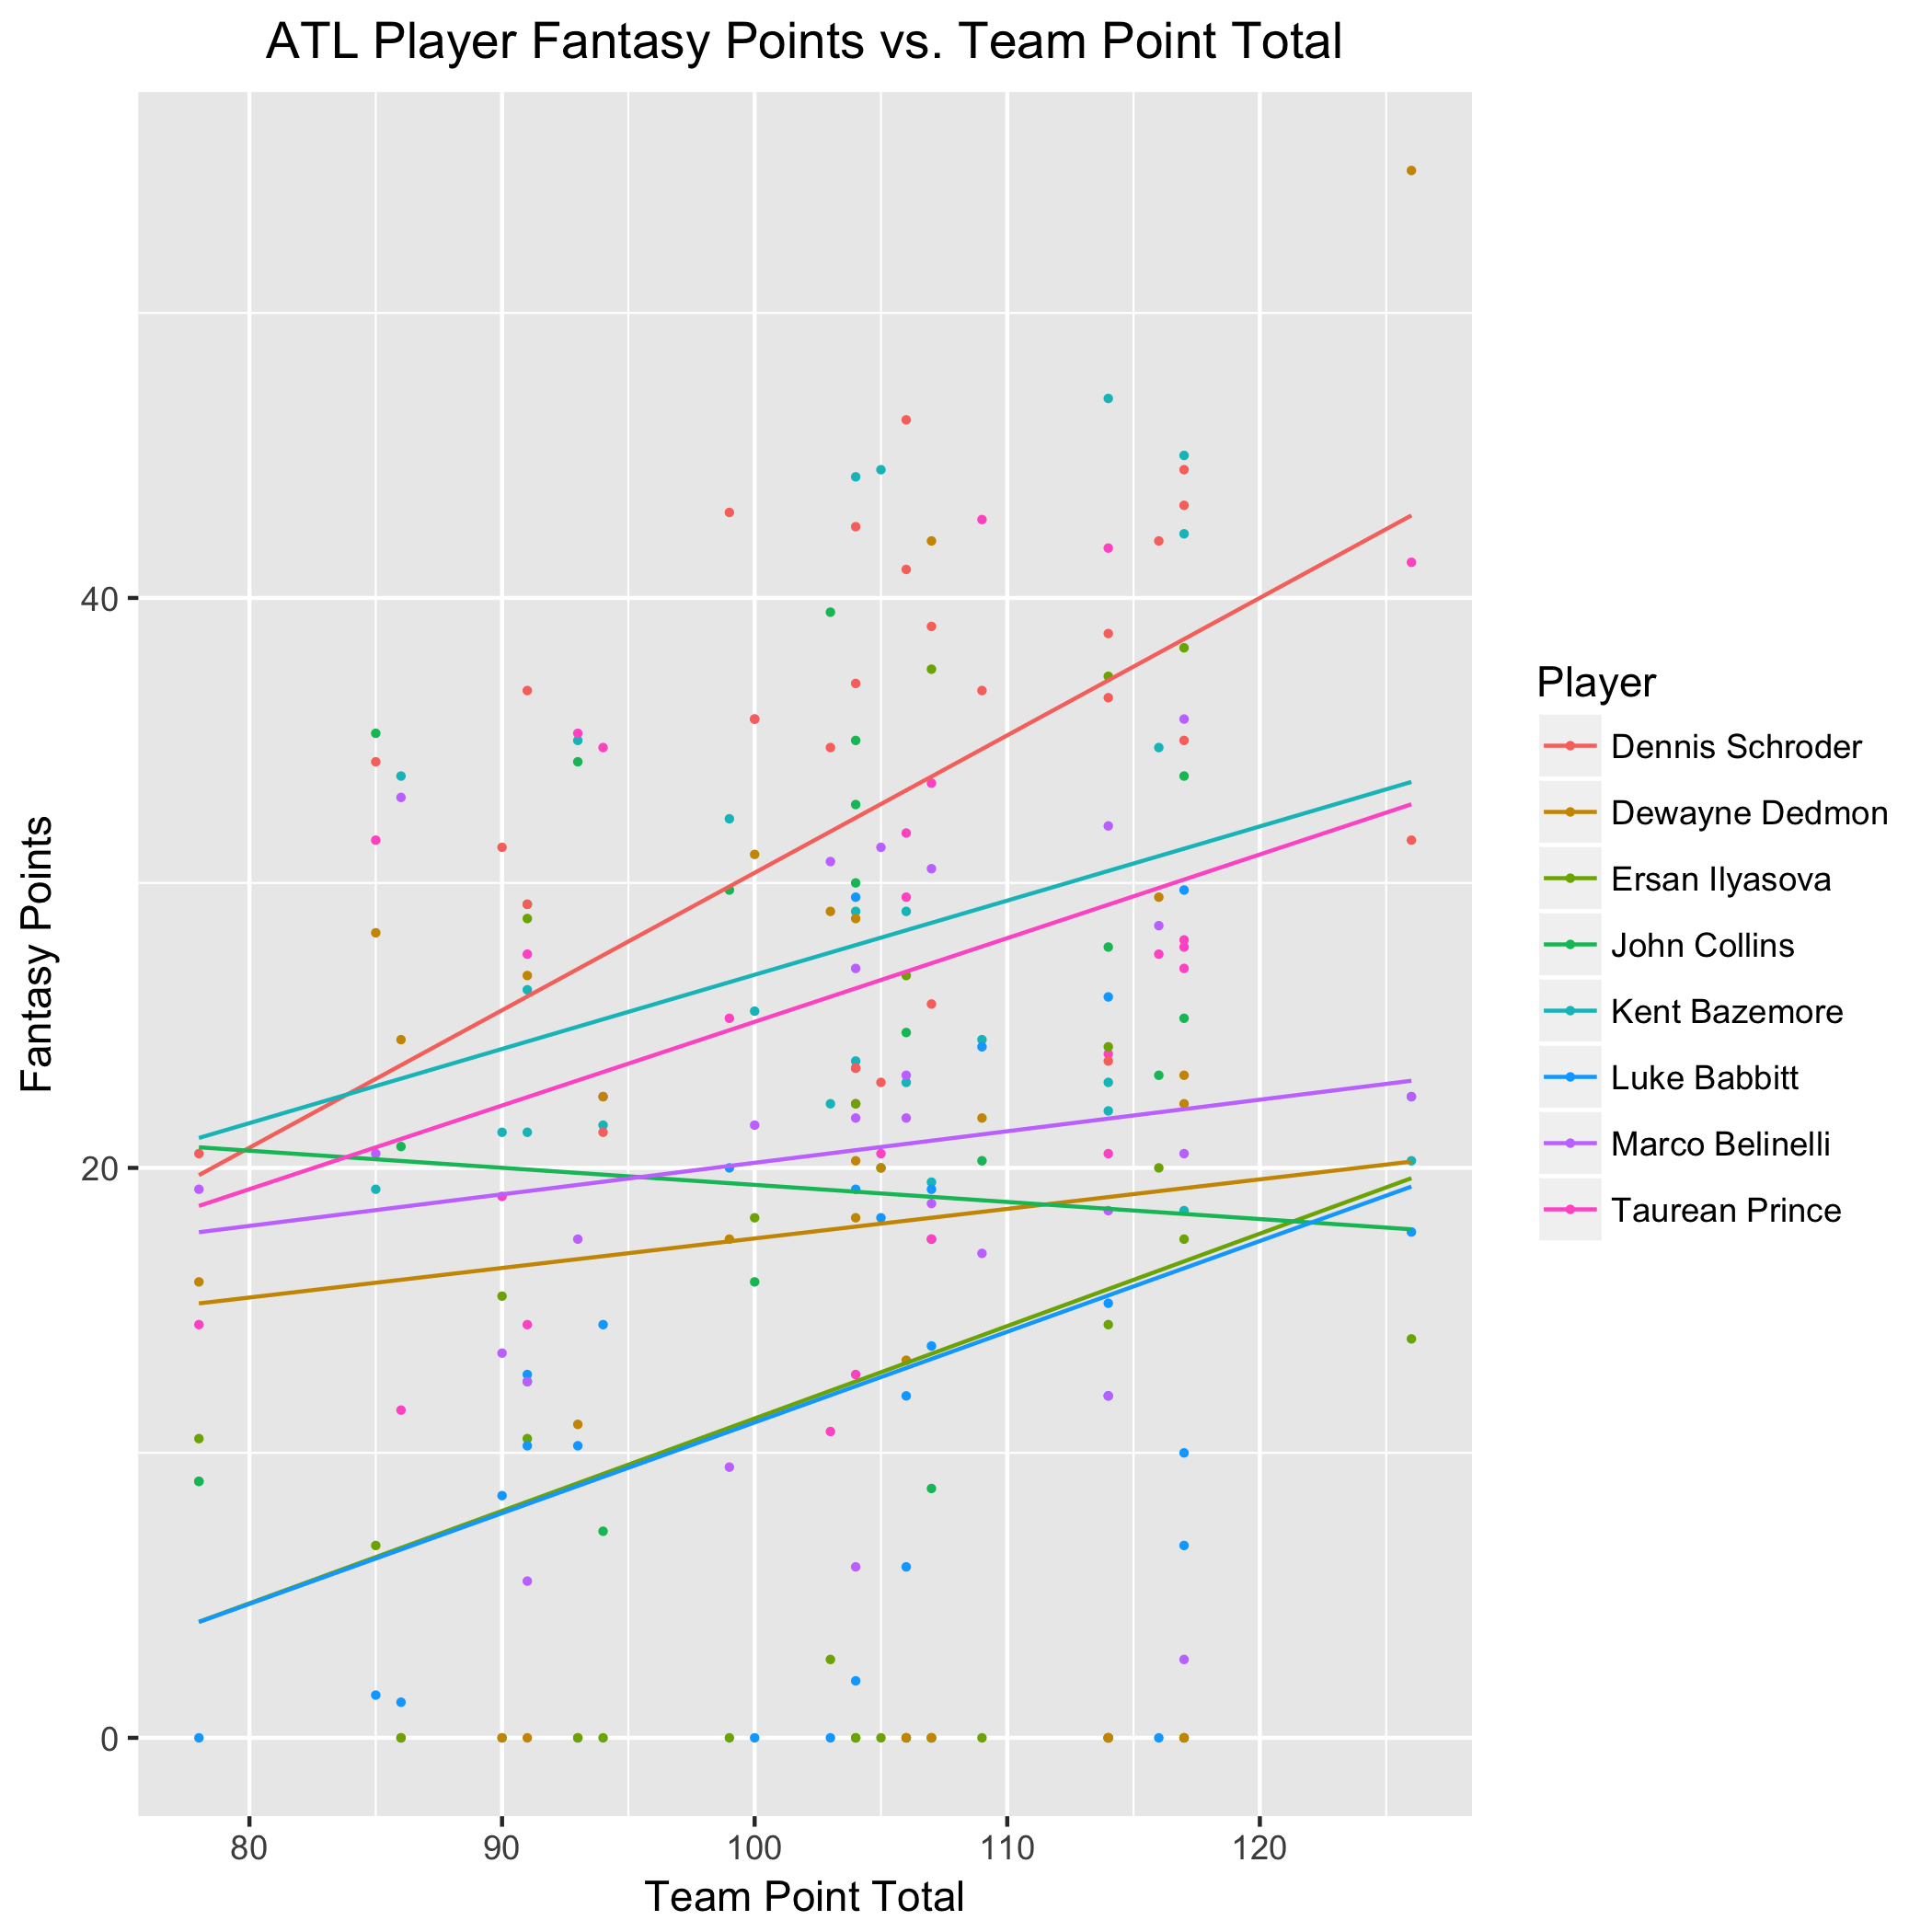 ATL Player Fantasy Points vs. Team Point Total
Fantasy Points
40
20
0
80
90
100
110
120
Team Point Total
Player
Dennis Schroder
Dewayne Dedmon
Ersan Ilyasova
John Collins
Kent Bazemore
Luke Babbitt
Marco Belinelli
Taurean Prince